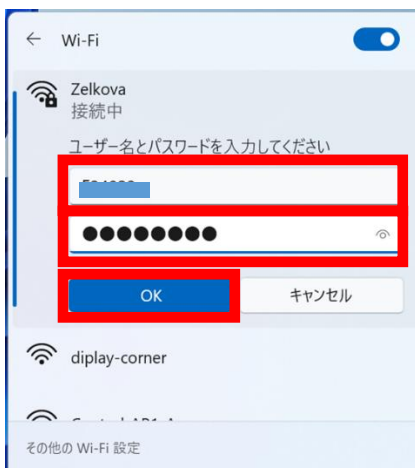 Wi-Fi
Zelkova
接続中
ユーザー名とパスワードを入力してください
●●●●●●●●
OK キャンセル
diplay-corner
その他の Wi-Fi 設定